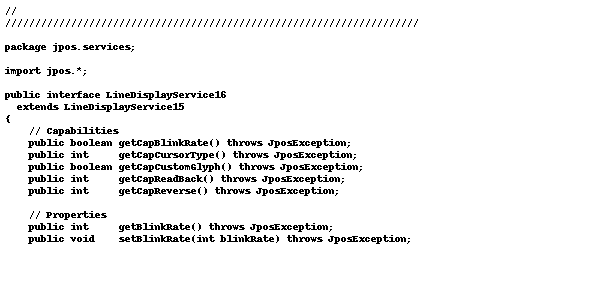 //
/////////////////////////////////////////////////////////////////////
package jpos.services;
import jpos.*;
public interface LineDisplayService16
extends LineDisplayService15
{
// Capabilities
public boolean getCapBlinkRate() throws JposException;
public int getCapCursorType() throws JposException;
public boolean getCapCustomGlyph() throws JposException;
public int getCapReadBack() throws JposException;
public int getCapReverse() throws JposException;
// Properties
public int getBlinkRate() throws JposException;
public void setBlinkRate(int blinkRate) throws JposException;